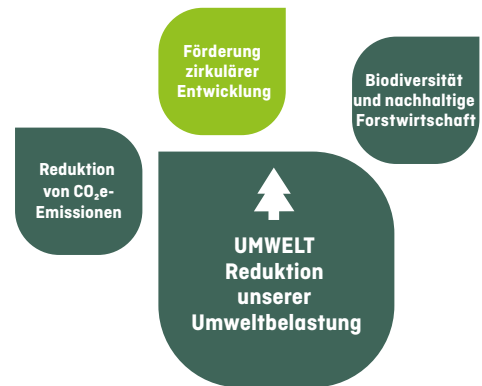 Förderung
zirkulärer
Entwicklung
Biodiversität
und nachhaltige
Forstwirtschaft
Reduktion
von CO₂e-
Emissionen
UMWELT
Reduktion
unserer
Umweltbelastung